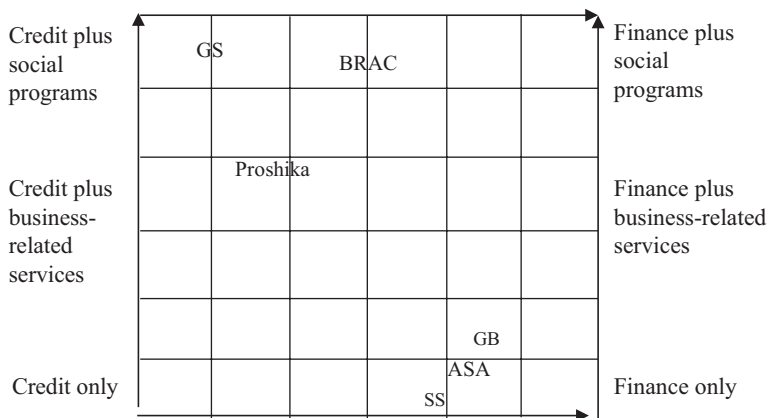 Credit plus
social
programs
GS
BRAC
Finance plus
social
programs
Proshika
Credit plus
business-
related
services
Finance plus
business-related
services
GB
ASA
SS
Credit only
Finance only